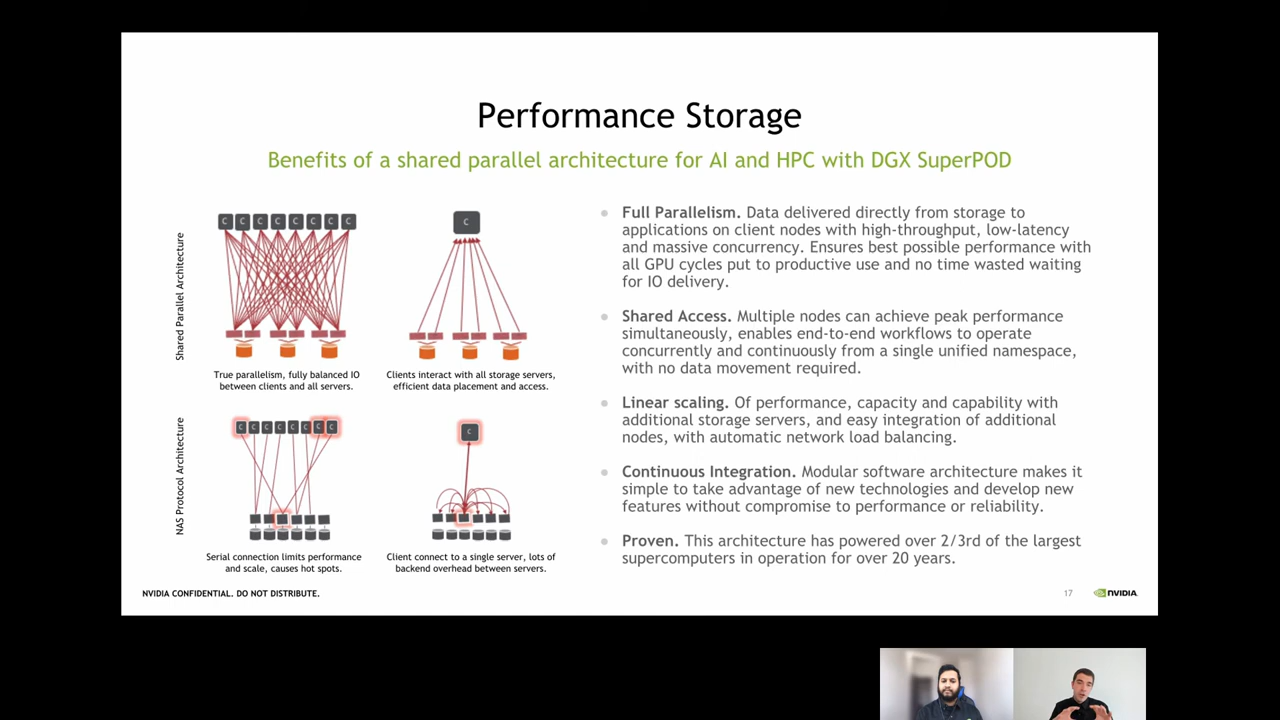 Performance Storage
Benefits of a shared parallel architecture for AI and HPC with DGX SuperPOD
Shared Parallel Architecture
C C C C C C C C
C
True parallelism, fully balanced IO
between clients and all servers.
Clients interact with all storage servers,
efficient data placement and access.
NAS Protocol Architecture
C C C C C C C C
C
Serial connection limits performance
and scale, causes hot spots.
Client connect to a single server, lots of
backend overhead between servers.
Full Parallelism. Data delivered directly from storage to
applications on client nodes with high-throughput, low-latency
and massive concurrency. Ensures best possible performance with
all GPU cycles put to productive use and no time wasted waiting
for IO delivery.
Shared Access. Multiple nodes can achieve peak performance
simultaneously, enables end-to-end workflows to operate
concurrently and continuously from a single unified namespace,
with no data movement required.
Linear scaling. Of performance, capacity and capability with
additional storage servers, and easy integration of additional
nodes, with automatic network load balancing.
Continuous Integration. Modular software architecture makes it
simple to take advantage of new technologies and develop new
features without compromise to performance or reliability.
Proven. This architecture has powered over 2/3rd of the largest
supercomputers in operation for over 20 years.
NVIDIA CONFIDENTIAL. DO NOT DISTRIBUTE.
17
NVIDIA